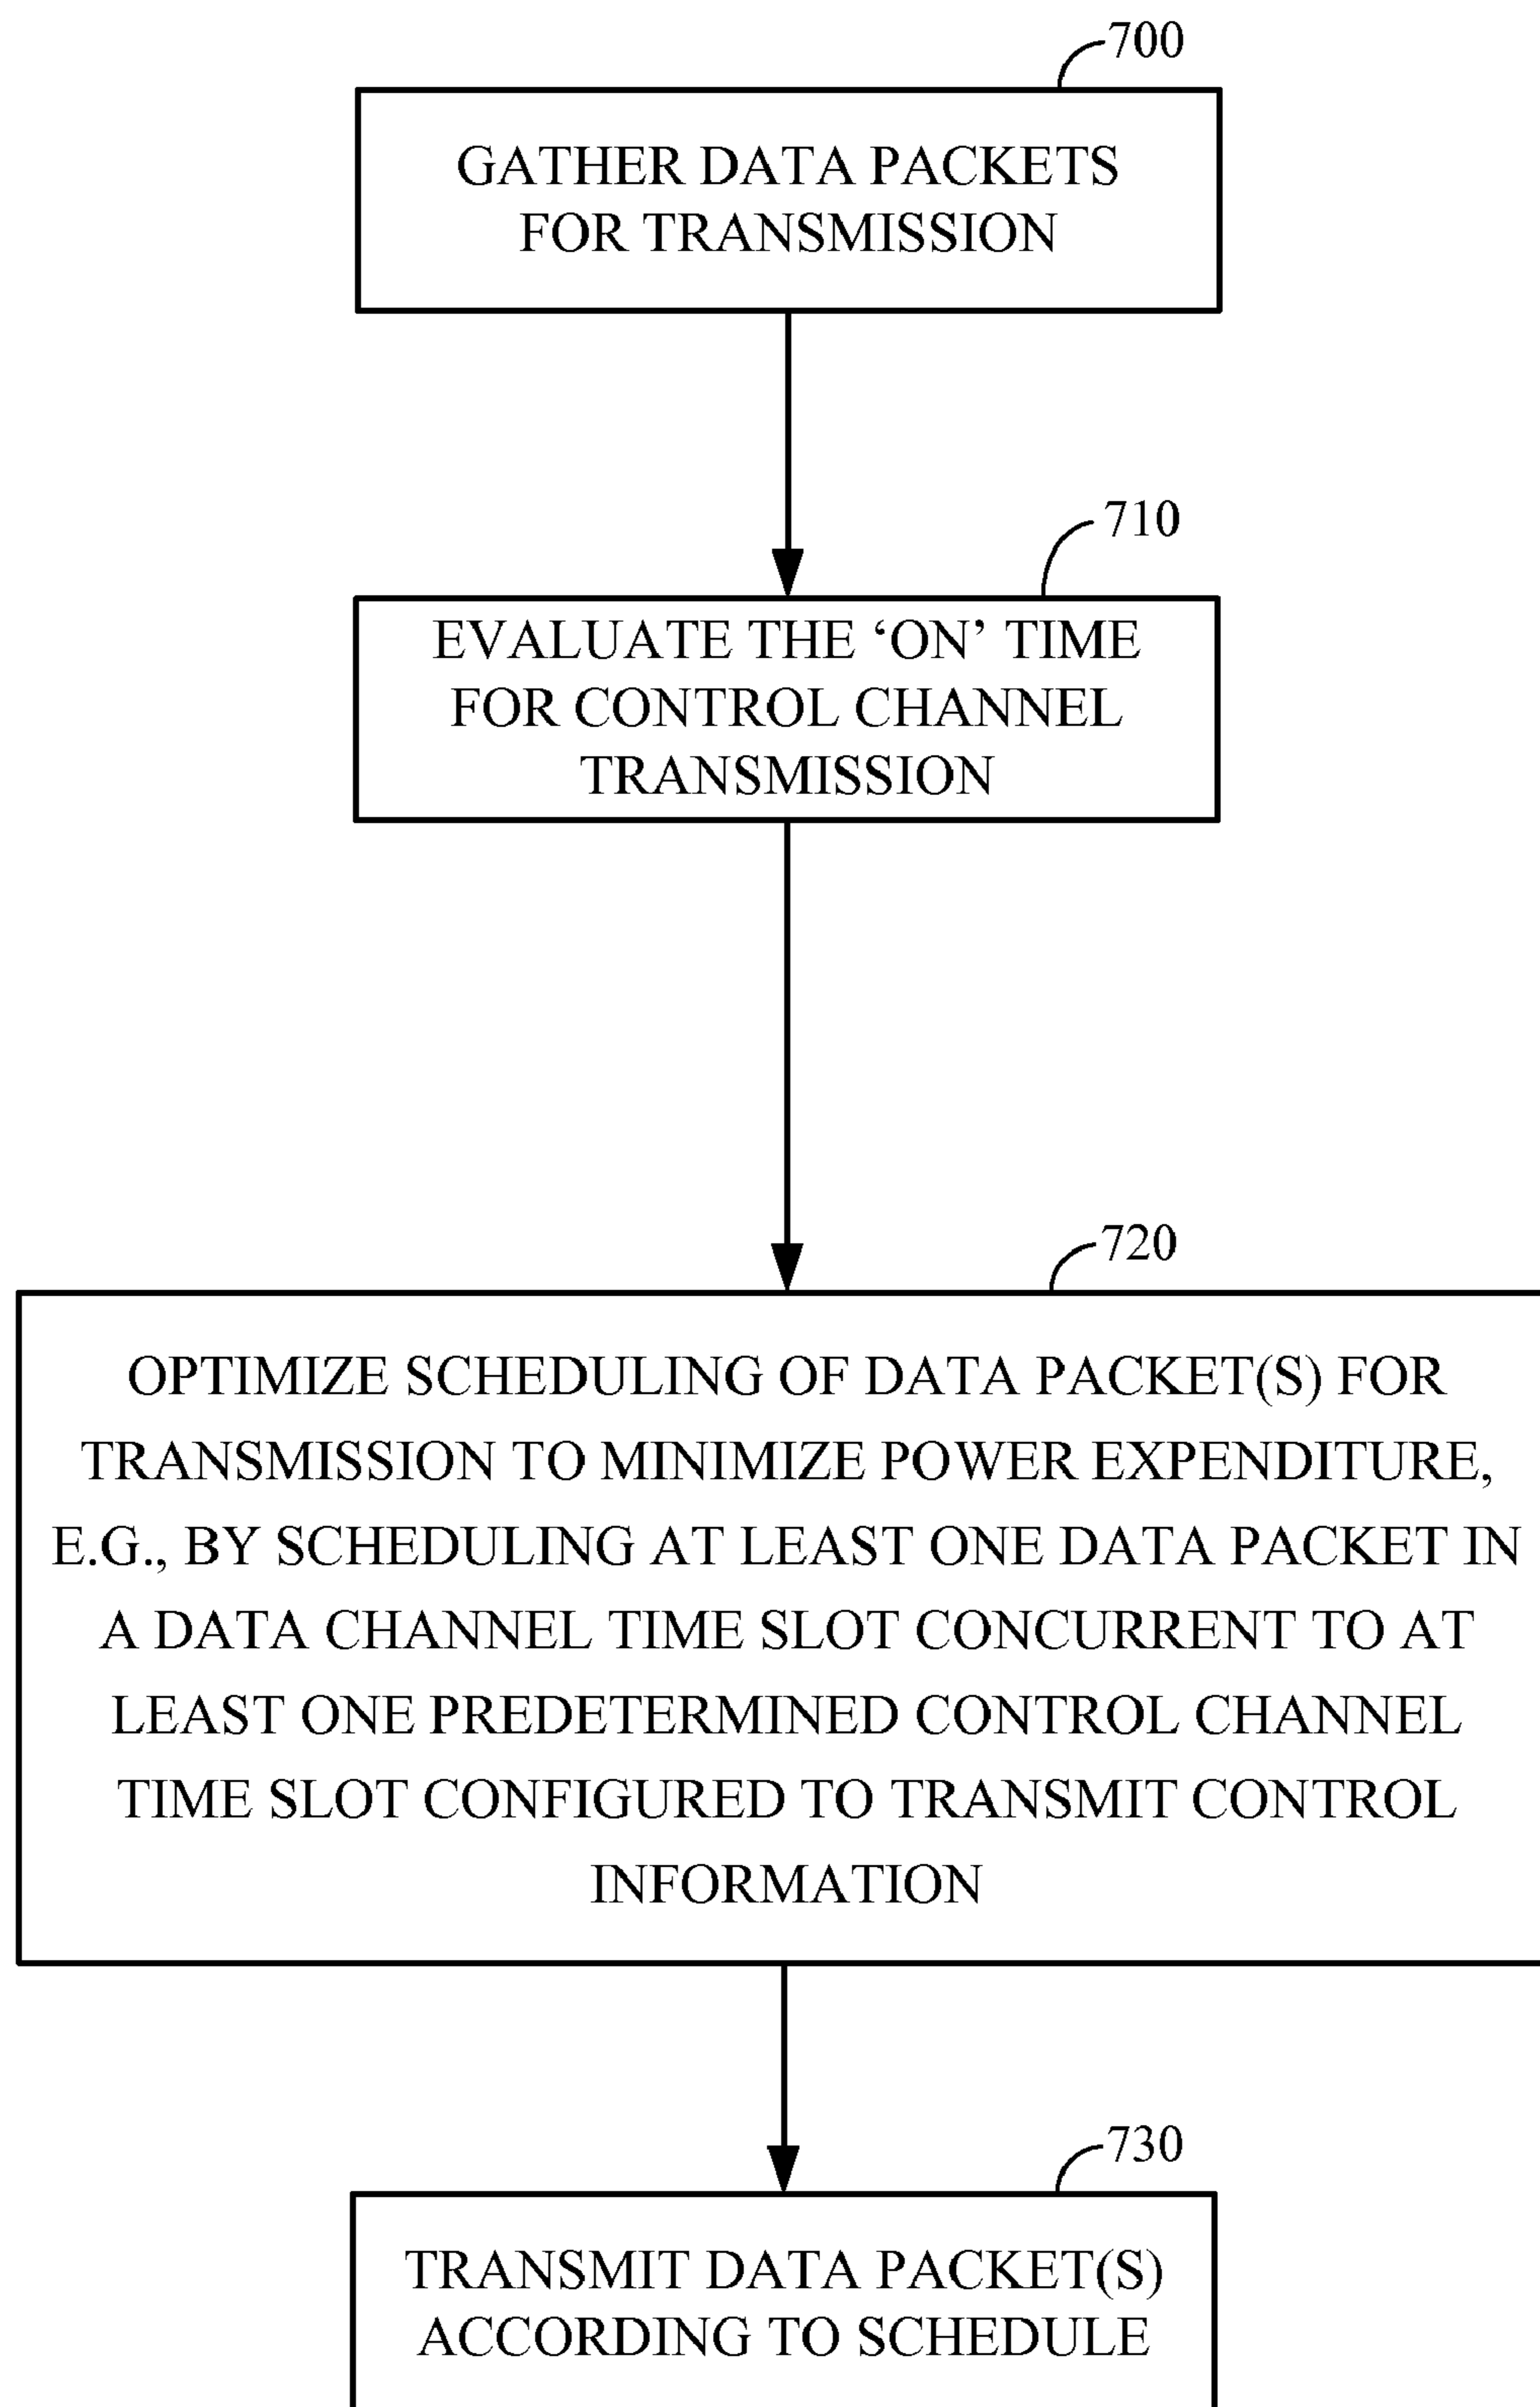 700
GATHER DATA PACKETS
FOR TRANSMISSION
710
EVALUATE THE ‘ON’ TIME
FOR CONTROL CHANNEL
TRANSMISSION
720
OPTIMIZE SCHEDULING OF DATA PACKET(S) FOR
TRANSMISSION TO MINIMIZE POWER EXPENDITURE,
E.G., BY SCHEDULING AT LEAST ONE DATA PACKET IN
A DATA CHANNEL TIME SLOT CONCURRENT TO AT
LEAST ONE PREDETERMINED CONTROL CHANNEL
TIME SLOT CONFIGURED TO TRANSMIT CONTROL
INFORMATION
730
TRANSMIT DATA PACKET(S)
ACCORDING TO SCHEDULE